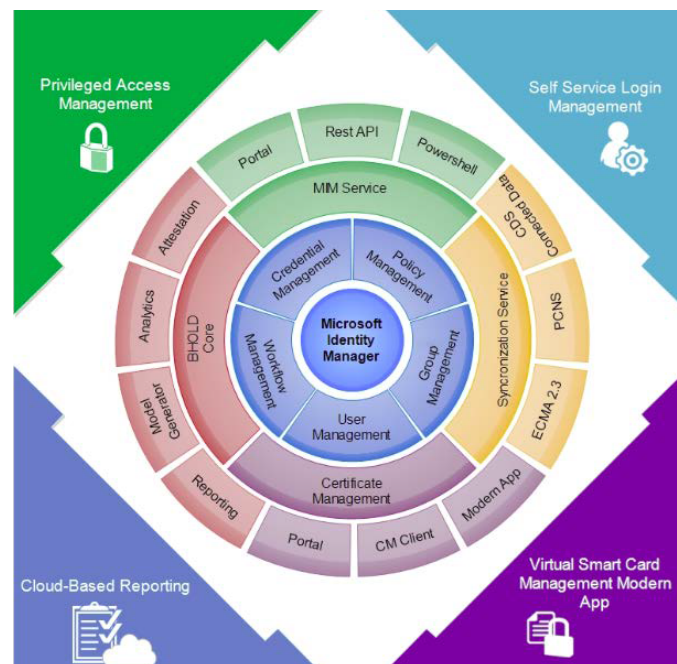 Privileged Access
Management
Self Service Login
Management
Portal
Rest API
Powershell
MIM Service
Attestation
Analytics
Model
Generator
Reporting
BHOLD
Core
Credential
Management
Policy
Management
Workflow
Management
Group
Management
User
Management
Microsoft
Identity
Manager
Syncronization Service
CDS
Connected Data
PCNS
ECMA 2.3
Certificate
Management
Portal
CM Client
Modern App
Cloud-Based Reporting
Virtual Smart Card
Management Modern
App